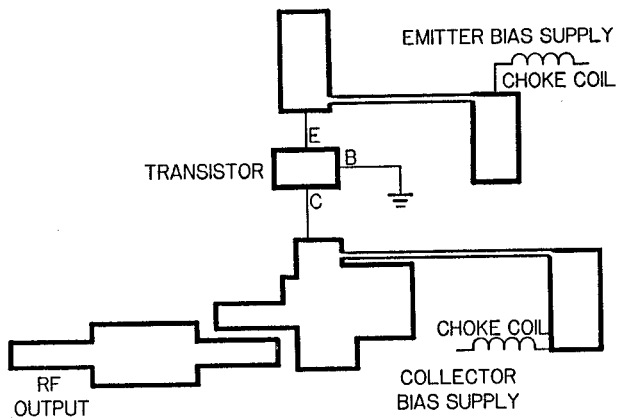 EMITTER BIAS SUPPLY
CHOKE COIL
E
B
TRANSISTOR
C
CHOKE COIL
COLLECTOR
BIAS SUPPLY
RF
OUTPUT